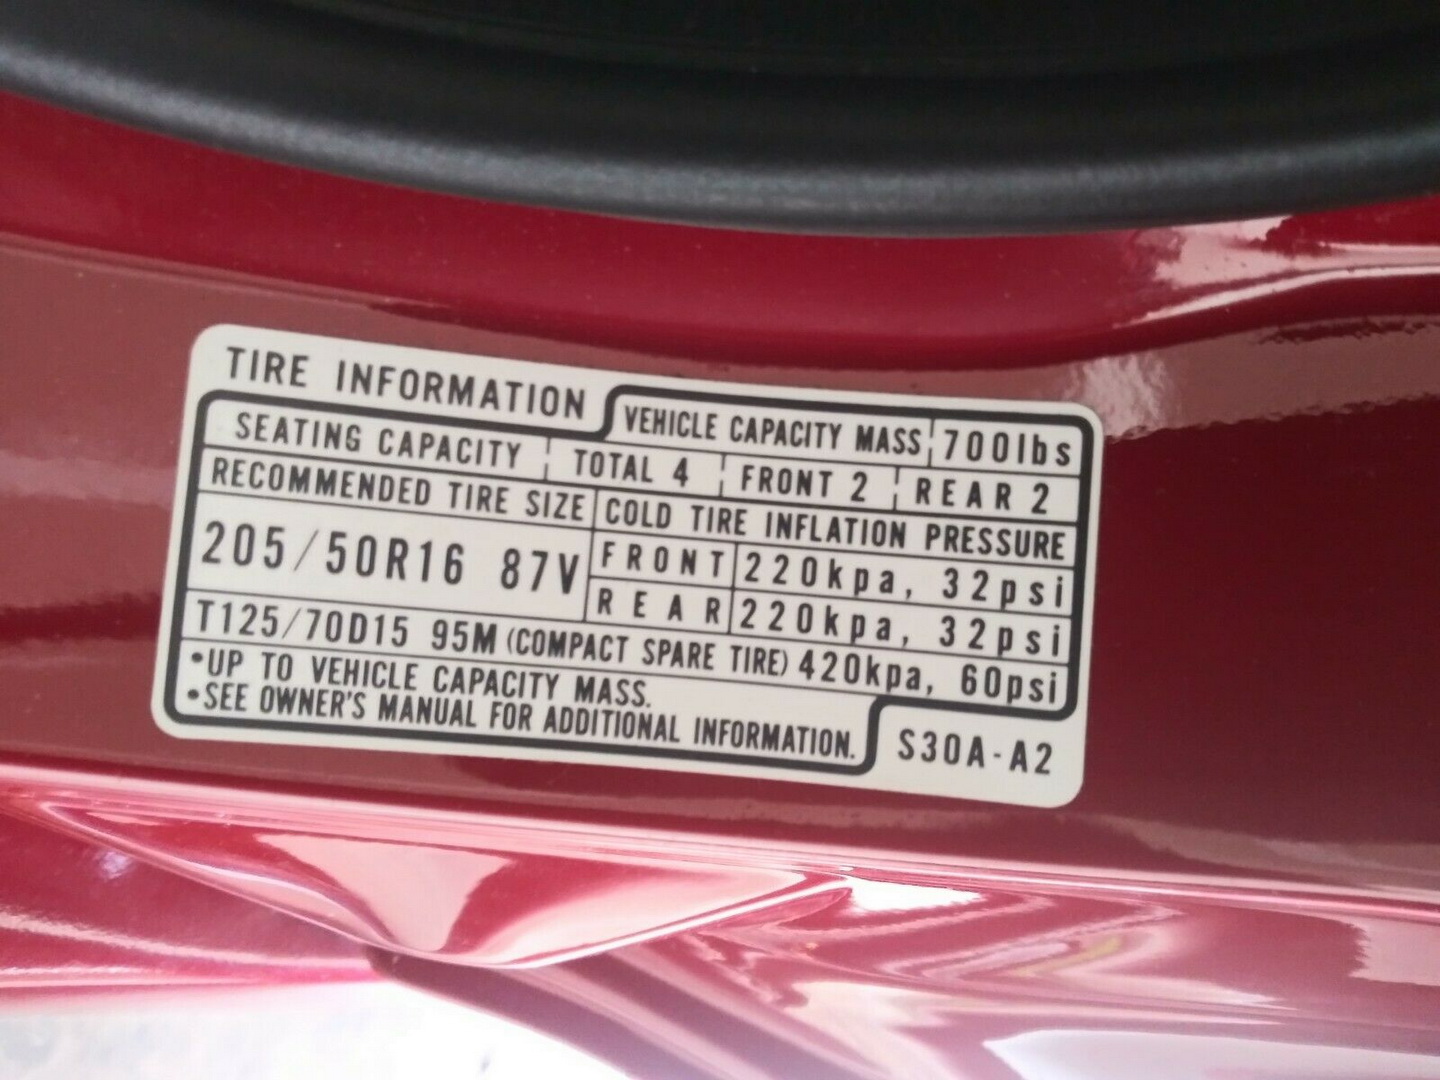 TIRE INFORMATION
VEHICLE CAPACITY MASS 700lbs
SEATING CAPACITY TOTAL 4 FRONT 2 REAR 2
RECOMMENDED TIRE SIZE COLD TIRE INFLATION PRESSURE
205/50R16 87V
FRONT 220kpa, 32psi
REAR 220kpa, 32psi
T125/70D15 95M (COMPACT SPARE TIRE) 420kpa, 60psi
•UP TO VEHICLE CAPACITY MASS.
•SEE OWNER'S MANUAL FOR ADDITIONAL INFORMATION.
S30A-A2